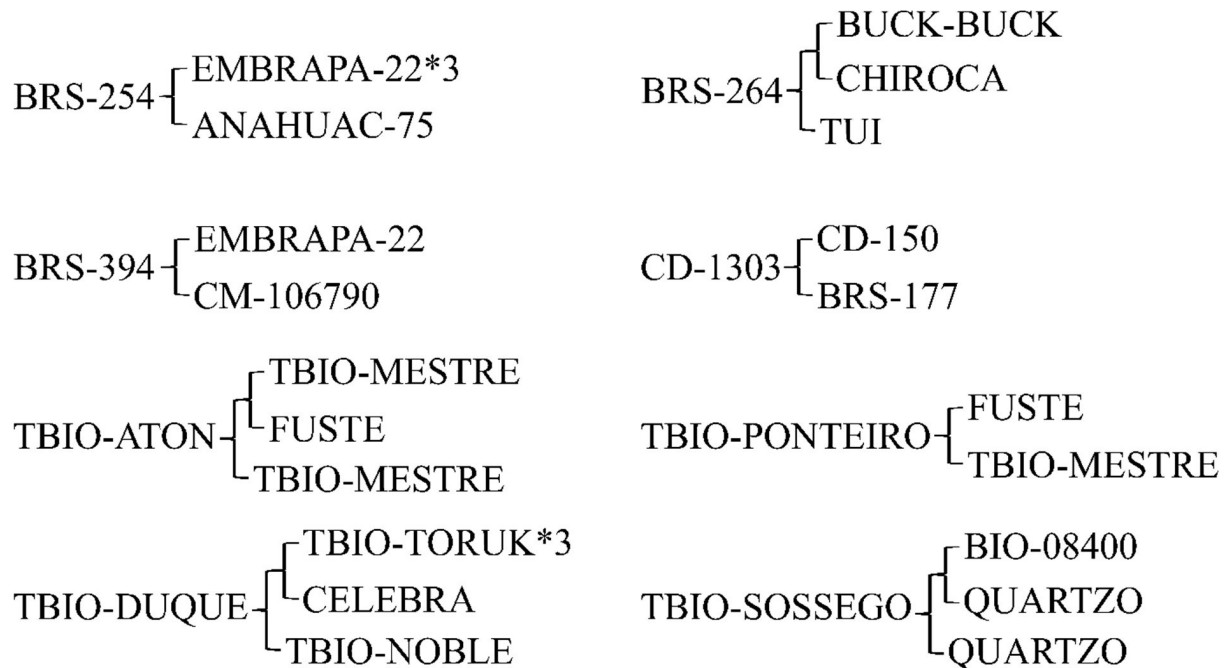 BRS-254
EMBRAPA-22*3
ANAHUAC-75
BRS-264
BUCK-BUCK
CHIROCA
TUI
BRS-394
EMBRAPA-22
CM-106790
CD-1303
CD-150
BRS-177
TBIO-ATON
TBIO-MESTRE
FUSTE
TBIO-MESTRE
TBIO-PONTEIRO
FUSTE
TBIO-MESTRE
TBIO-DUQUE
TBIO-TORUK*3
CELEBRA
TBIO-NOBLE
TBIO-SOSSEGO
BIO-08400
QUARTZO
QUARTZO